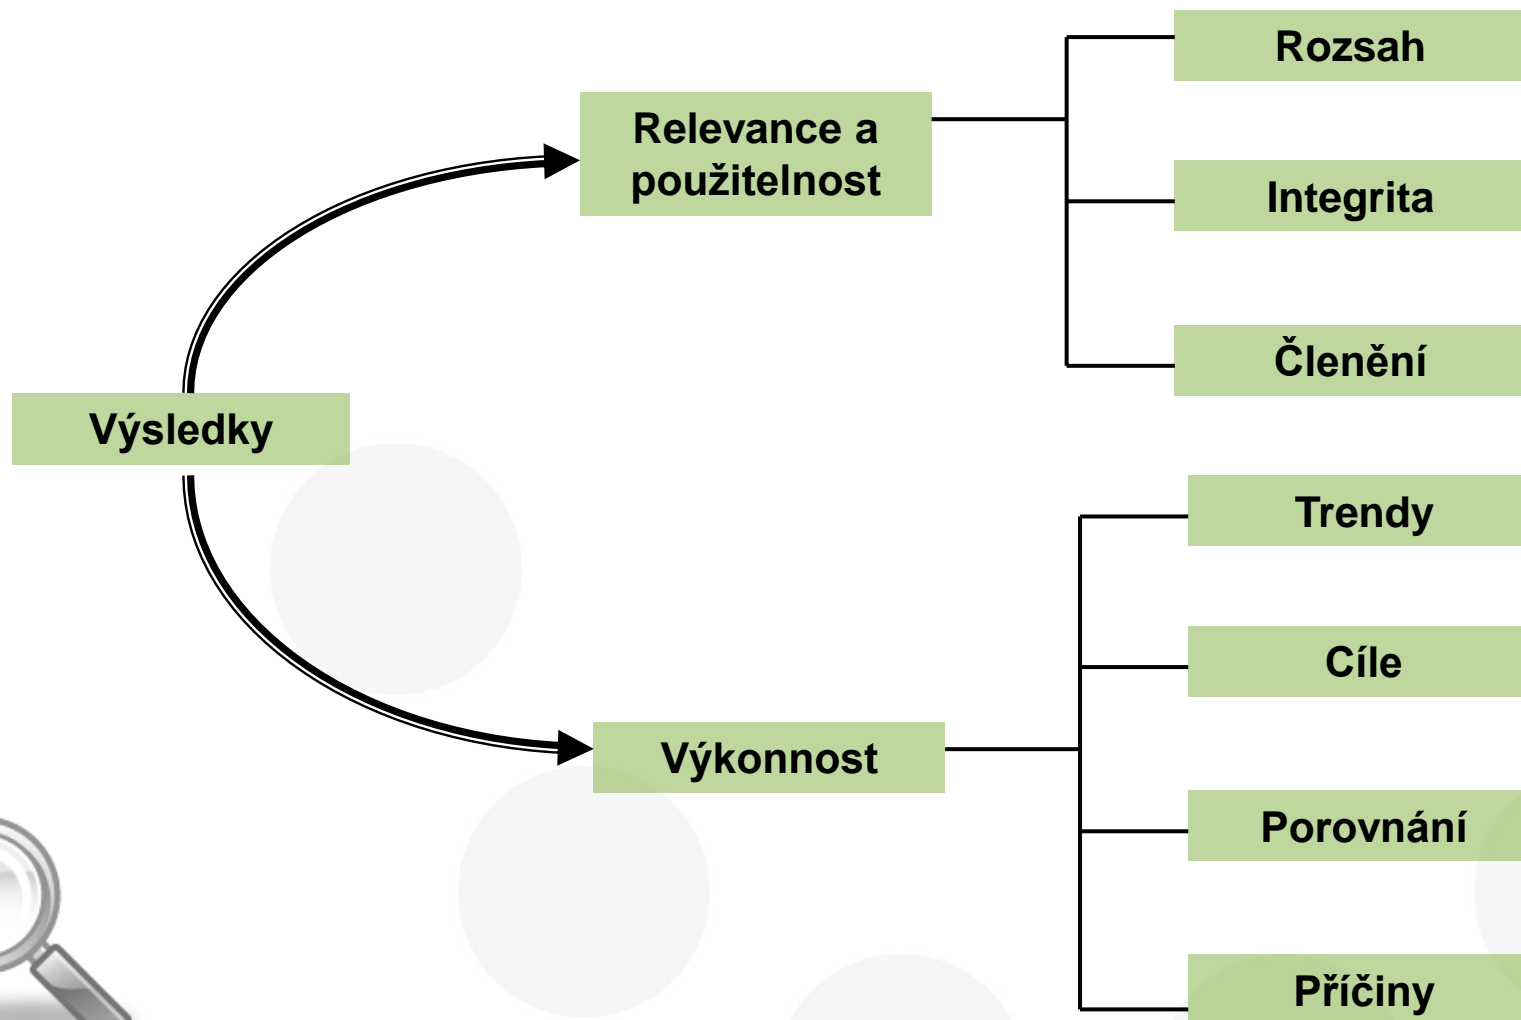 Výsledky
Relevance a
použitelnost
Rozsah
Integrita
Členění
Výkonnost
Trendy
Cíle
Porovnání
Příčiny